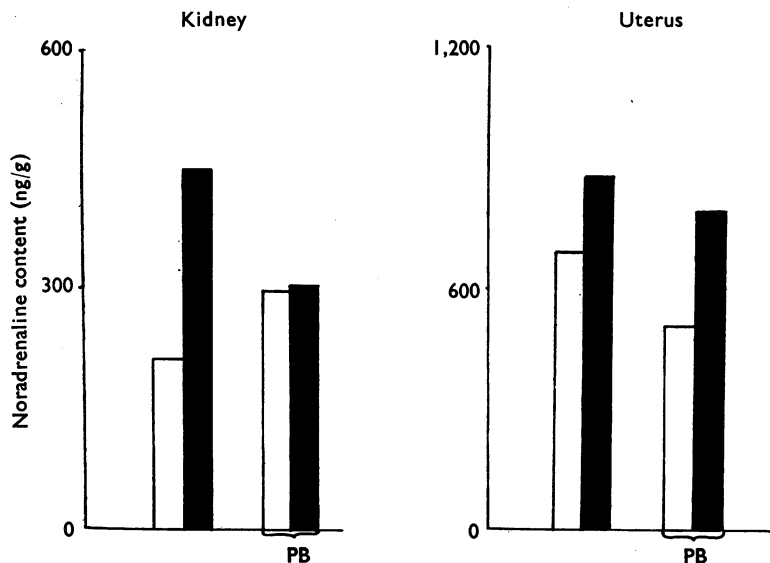 Kidney
600
300
0
Noradrenaline content (ng/g)
PB
Uterus
1,200
600
0
PB